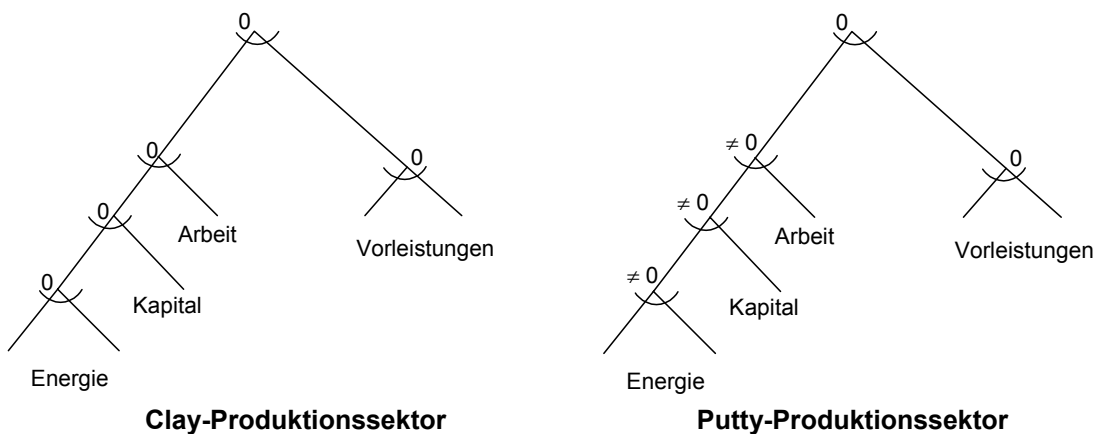 0
0
0
Arbeit
Vorleistungen
0
Kapital
0
Energie
Clay-Produktionssektor
0
≠ 0
0
≠ 0
Arbeit
Vorleistungen
≠ 0
Kapital
Energie
Putty-Produktionssektor